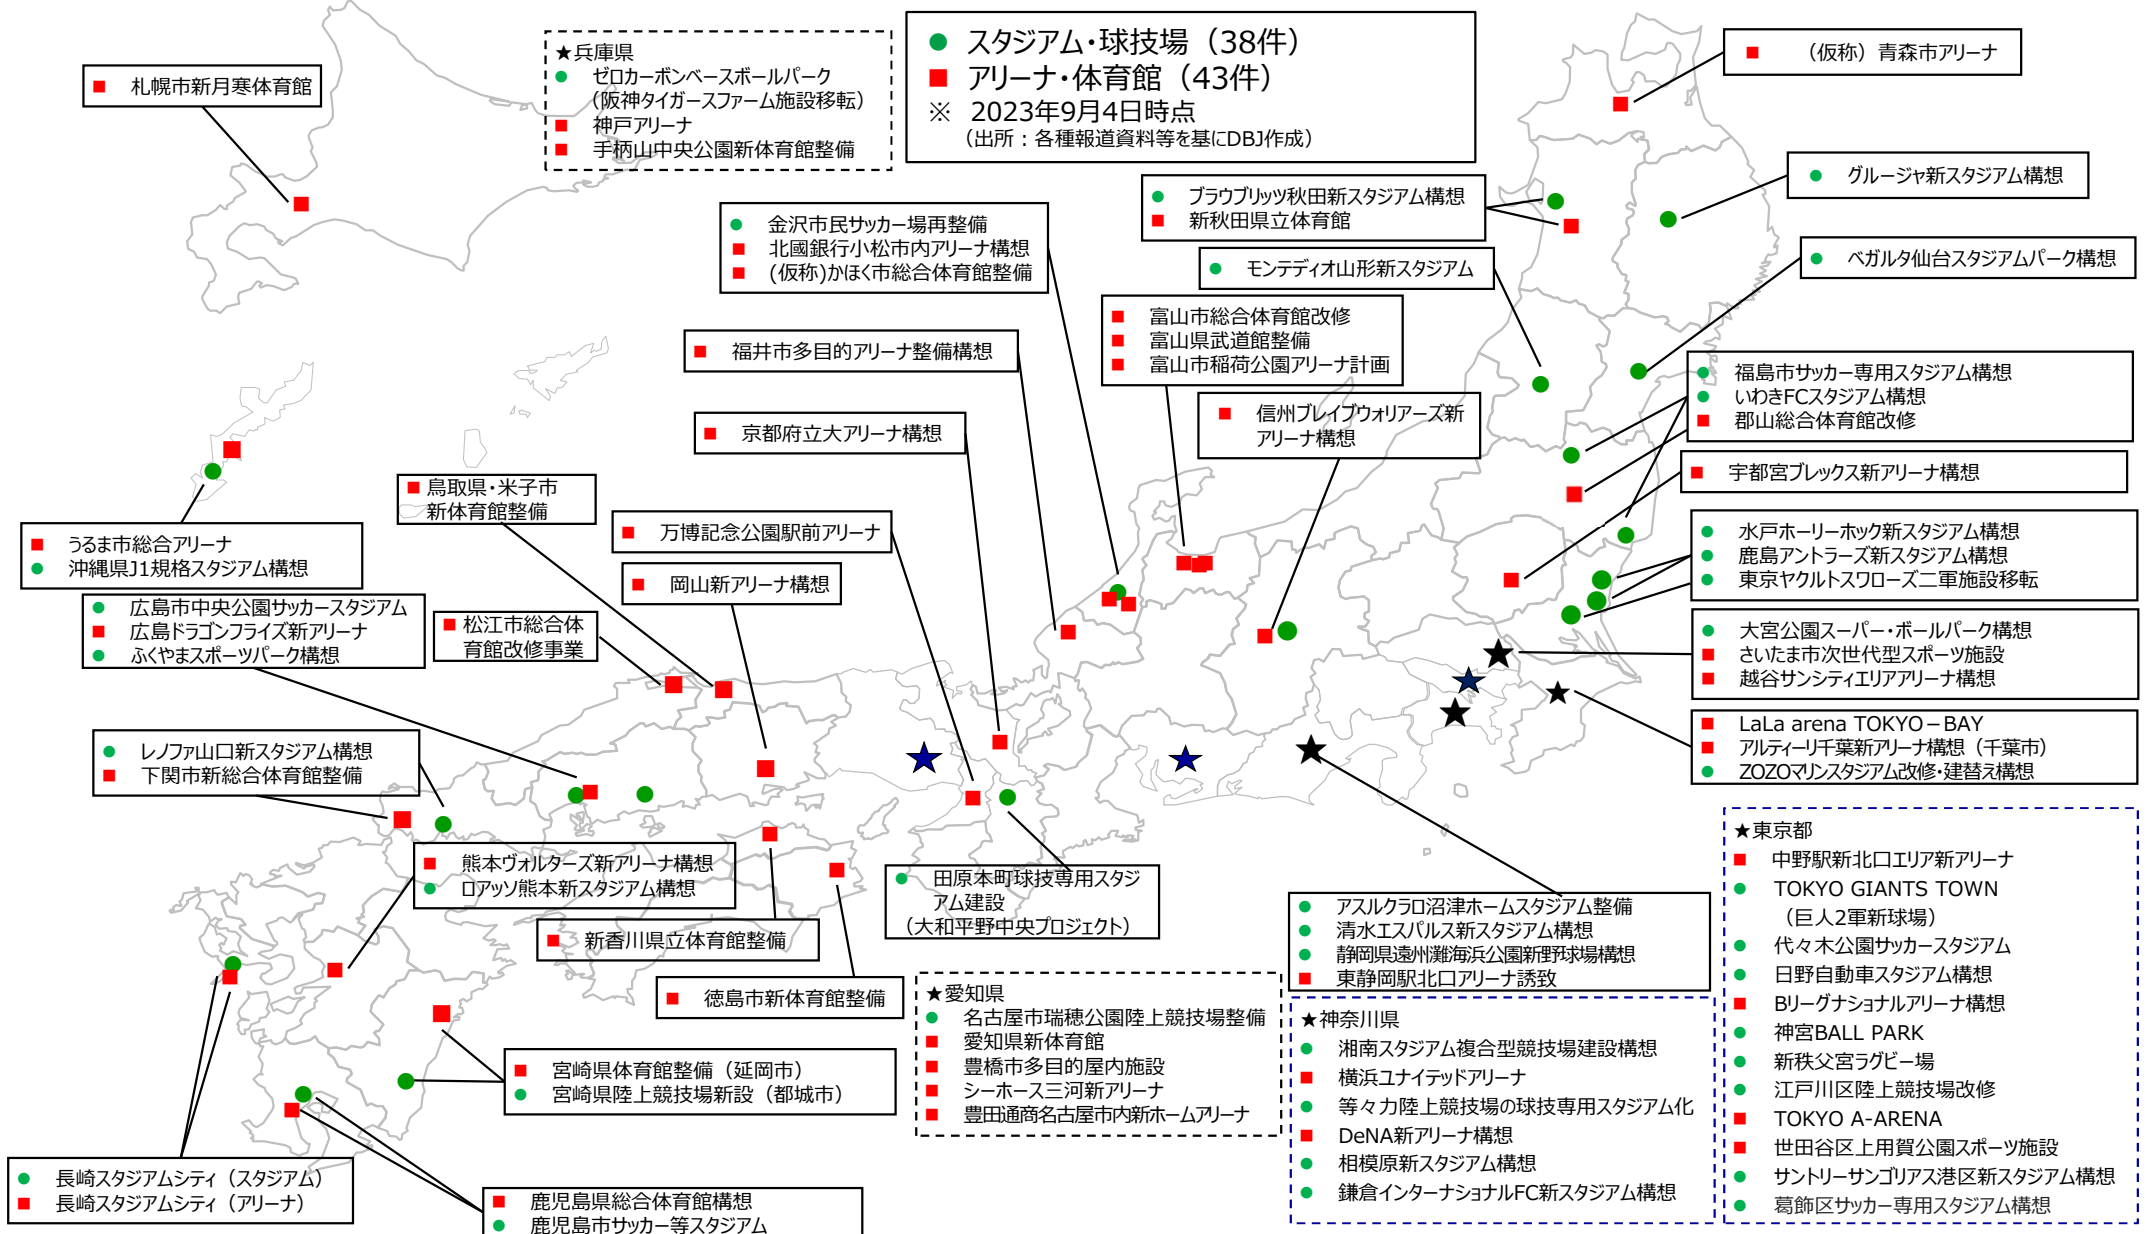 ● スタジアム・球技場（38件）
■ アリーナ・体育館（43件）
※ 2023年9月4日時点
（出所：各種報道資料等を基にDBJ作成）
★兵庫県
● ゼロカーボンベースボールパーク
（阪神タイガースファーム施設移転）
■ 神戸アリーナ
■ 手柄山中央公園新体育館整備
■ 札幌市新月寒体育館
■ （仮称）青森市アリーナ
● グルージャ新スタジアム構想
● ブラウブリッツ秋田新スタジアム構想
■ 新秋田県立体育館
● ベガルタ仙台スタジアムパーク構想
● モンテディオ山形新スタジアム
● 金沢市民サッカー場再整備
■ 北國銀行小松市内アリーナ構想
■ (仮称)かほく市総合体育館整備
■ 富山市総合体育館改修
■ 富山県武道館整備
■ 富山市稲荷公園アリーナ計画
■ 福井市多目的アリーナ整備構想
● 福島市サッカー専用スタジアム構想
● いわきFCスタジアム構想
■ 郡山総合体育館改修
■ 信州ブレイブウォリアーズ新
アリーナ構想
■ 京都府立大アリーナ構想
■ 宇都宮ブレックス新アリーナ構想
■ 鳥取県・米子市
新体育館整備
■ 万博記念公園駅前アリーナ
● 水戸ホーリーホック新スタジアム構想
● 鹿島アントラーズ新スタジアム構想
● 東京ヤクルトスワローズ二軍施設移転
■ うるま市総合アリーナ
● 沖縄県J1規格スタジアム構想
■ 岡山新アリーナ構想
● 広島市中央公園サッカースタジアム
■ 広島ドラゴンフライズ新アリーナ
● ふくやまスポーツパーク構想
■ 松江市総合体
育館改修事業
● 大宮公園スーパー・ボールパーク構想
■ さいたま市次世代型スポーツ施設
■ 越谷サンシティエリアアリーナ構想
■ LaLa arena TOKYO－BAY
■ アルティーリ千葉新アリーナ構想（千葉市）
● ZOZOマリンスタジアム改修・建替え構想
● レノファ山口新スタジアム構想
■ 下関市新総合体育館整備
■ 熊本ヴォルターズ新アリーナ構想
● ロアッソ熊本新スタジアム構想
● 田原本町球技専用スタジ
アム建設
（大和平野中央プロジェクト）
■ 新香川県立体育館整備
■ 徳島市新体育館整備
● アスルクラロ沼津ホームスタジアム整備
● 清水エスパルス新スタジアム構想
● 静岡県遠州灘海浜公園新野球場構想
■ 東静岡駅北口アリーナ誘致
★愛知県
● 名古屋市瑞穂公園陸上競技場整備
■ 愛知県新体育館
■ 豊橋市多目的屋内施設
■ シーホース三河新アリーナ
■ 豊田通商名古屋市内新ホームアリーナ
★神奈川県
● 湘南スタジアム複合型競技場建設構想
■ 横浜ユナイテッドアリーナ
● 等々力陸上競技場の球技専用スタジアム化
■ DeNA新アリーナ構想
● 相模原新スタジアム構想
● 鎌倉インターナショナルFC新スタジアム構想
★東京都
■ 中野駅新北口エリア新アリーナ
● TOKYO GIANTS TOWN
（巨人2軍新球場）
● 代々木公園サッカースタジアム
● 日野自動車スタジアム構想
■ Bリーグナショナルアリーナ構想
● 神宮BALL PARK
● 新秩父宮ラグビー場
● 江戸川区陸上競技場改修
■ TOKYO A-ARENA
■ 世田谷区上用賀公園スポーツ施設
● サントリーサンゴリアス港区新スタジアム構想
● 葛飾区サッカー専用スタジアム構想
■ 宮崎県体育館整備（延岡市）
● 宮崎県陸上競技場新設（都城市）
● 長崎スタジアムシティ（スタジアム）
■ 長崎スタジアムシティ（アリーナ）
■ 鹿児島県総合体育館構想
● 鹿児島市サッカー等スタジアム